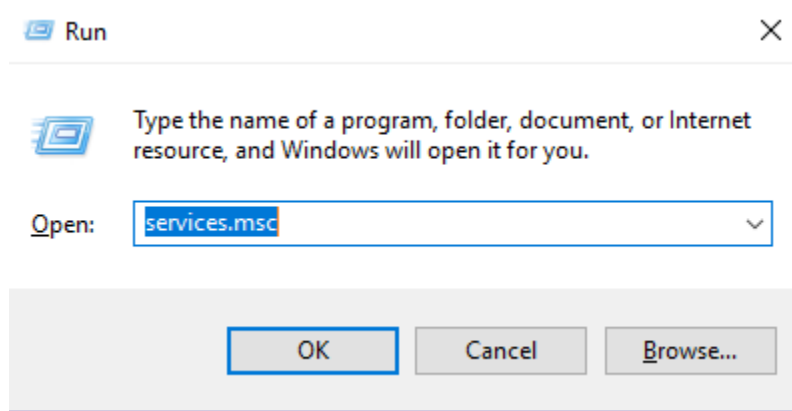 Run
Type the name of a program, folder, document, or Internet
resource, and Windows will open it for you.
Open: services.msc
OK Cancel Browse...